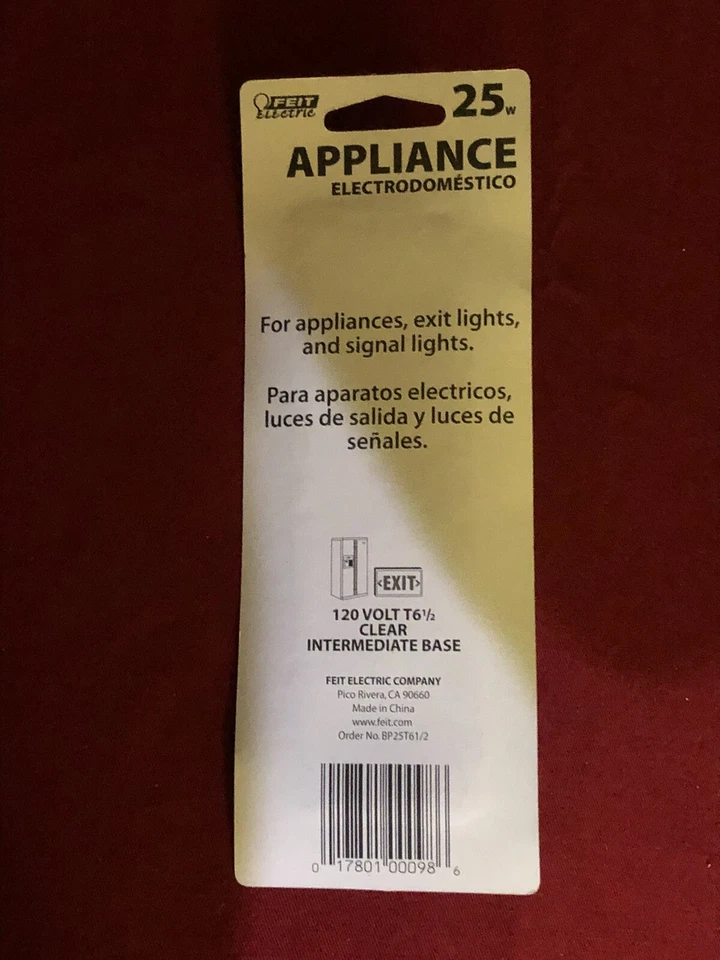 FEIT
Electric
25w
APPLIANCE
ELECTRODOMÉSTICO
For appliances, exit lights,
and signal lights.
Para aparatos electricos,
luces de salida y luces de
señales.
‹EXIT›
120 VOLT T6½
CLEAR
INTERMEDIATE BASE
FEIT ELECTRIC COMPANY
Pico Rivera, CA 90660
Made in China
www.feit.com
Order No. BP25T61/2
0 17801 00098 6